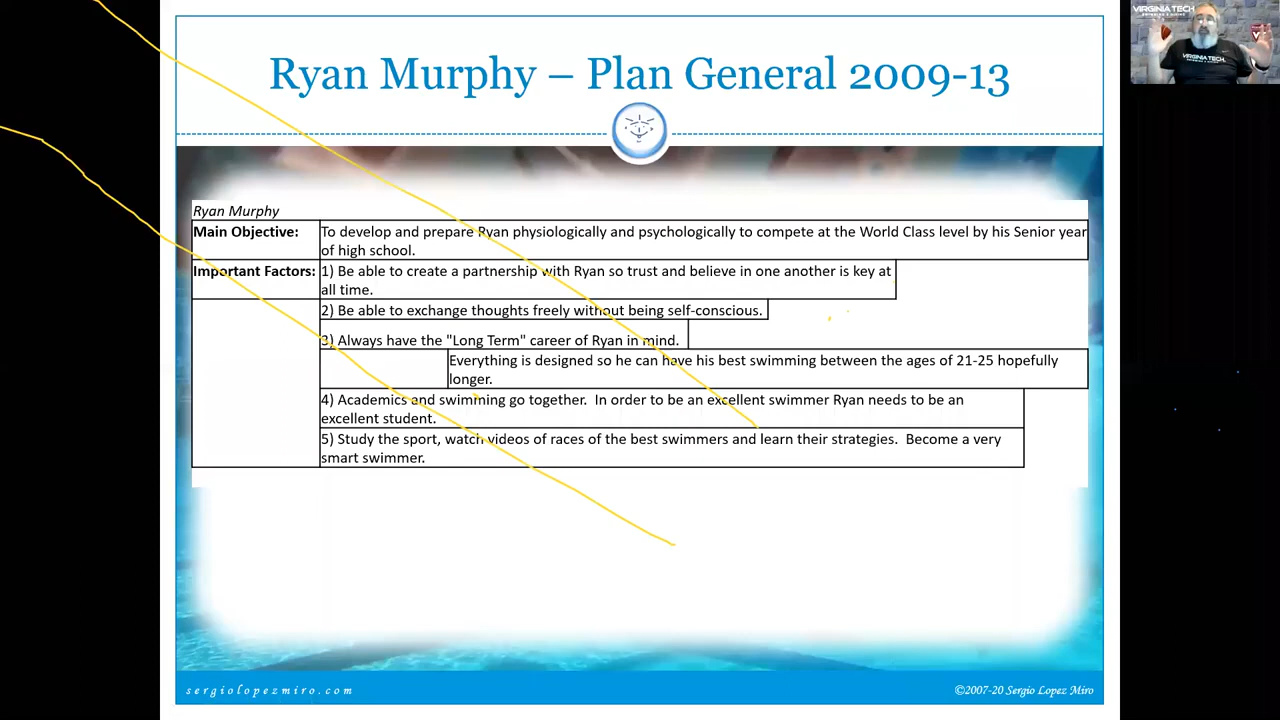 Ryan Murphy – Plan General 2009-13
Ryan Murphy
Main Objective:
To develop and prepare Ryan physiologically and psychologically to compete at the World Class level by his Senior year
of high school.
Important Factors:
1) Be able to create a partnership with Ryan so trust and believe in one another is key at
all time.
2) Be able to exchange thoughts freely without being self-conscious.
3) Always have the "Long Term" career of Ryan in mind.
Everything is designed so he can have his best swimming between the ages of 21-25 hopefully
longer.
4) Academics and swimming go together.  In order to be an excellent swimmer Ryan needs to be an
excellent student.
5) Study the sport, watch videos of races of the best swimmers and learn their strategies.  Become a very
smart swimmer.
sergiolopezmiro.com
©2007-20 Sergio Lopez Miro
VIRGINIA TECH
VIRGINIA TECH